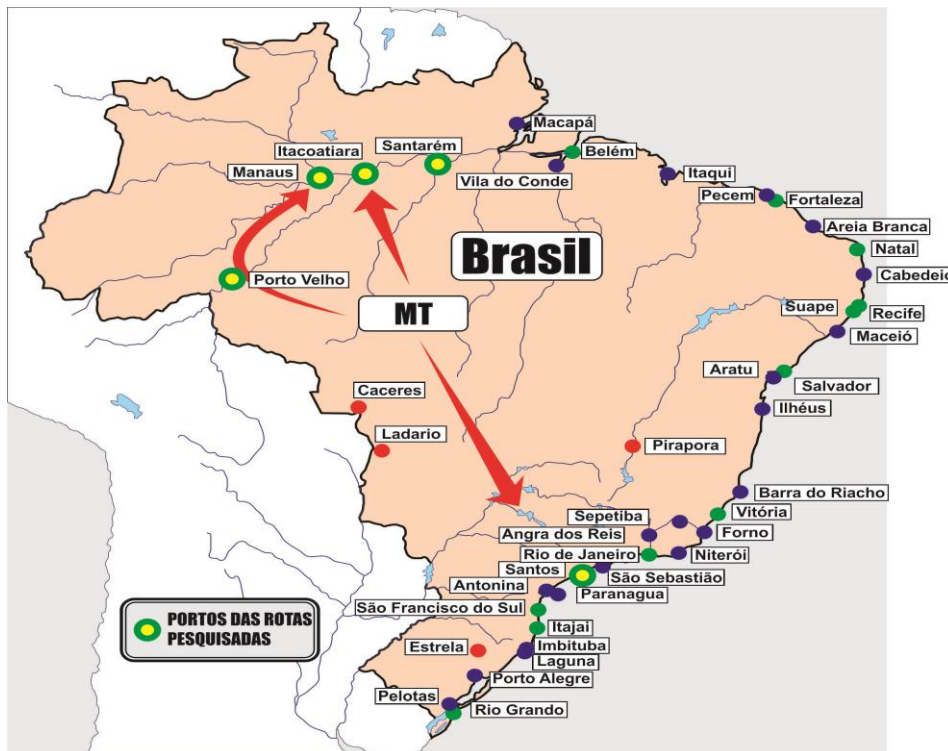 Macapá
Itacoatiara
Santarém
Manaus
Belém
Vila do Conde
Itaqui
Pecem
Fortaleza
Areia Branca
Brasil
Natal
Porto Velho
Cabedeio
Suape
Recife
MT
Maceió
Aratu
Salvador
Caceres
Ilhéus
Ladario
Pirapora
Barra do Riacho
Sepetiba
Vitória
Angra dos Reis
Forno
Rio de Janeiro
Niterói
Santos
São Sebastião
Antonina
Paranagua
São Francisco do Sul
PORTOS DAS ROTAS
PESQUISADAS
Itajaí
Estrela
Imbituba
Laguna
Porto Alegre
Pelotas
Rio Grando